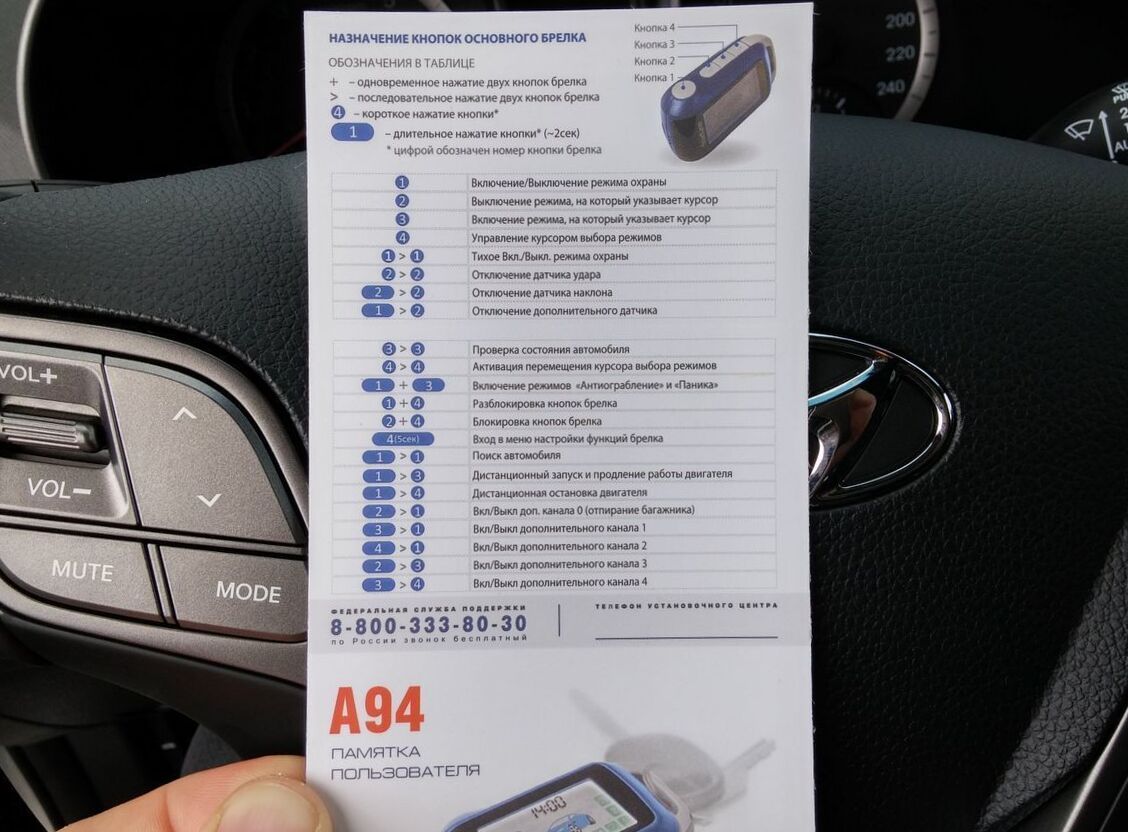 НАЗНАЧЕНИЕ КНОПОК ОСНОВНОГО БРЕЛКА
ОБОЗНАЧЕНИЯ В ТАБЛИЦЕ
+ – одновременное нажатие двух кнопок брелка
> – последовательное нажатие двух кнопок брелка
4 – короткое нажатие кнопки*
1 – длительное нажатие кнопки* (~2сек)
* цифрой обозначен номер кнопки брелка
Кнопка 4
Кнопка 3
Кнопка 2
Кнопка 1
1 Включение/Выключение режима охраны
2 Выключение режима, на который указывает курсор
3 Включение режима, на который указывает курсор
4 Управление курсором выбора режимов
1 > 1 Тихое Вкл./Выкл. режима охраны
2 > 2 Отключение датчика удара
2 > 2 Отключение датчика наклона
1 > 2 Отключение дополнительного датчика
3 > 3 Проверка состояния автомобиля
4 > 4 Активация перемещения курсора выбора режимов
1 + 3 Включение режимов «Антиограбление» и «Паника»
1 + 4 Разблокировка кнопок брелка
2 + 4 Блокировка кнопок брелка
4 (5сек) Вход в меню настройки функций брелка
1 > 1 Поиск автомобиля
1 > 3 Дистанционный запуск и продление работы двигателя
1 > 4 Дистанционная остановка двигателя
2 > 1 Вкл/Выкл доп. канала 0 (отпирание багажника)
3 > 1 Вкл/Выкл дополнительного канала 1
4 > 1 Вкл/Выкл дополнительного канала 2
2 > 3 Вкл/Выкл дополнительного канала 3
3 > 4 Вкл/Выкл дополнительного канала 4
ФЕДЕРАЛЬНАЯ СЛУЖБА ПОДДЕРЖКИ
8-800-333-80-30
по России звонок бесплатный
ТЕЛЕФОН УСТАНОВОЧНОГО ЦЕНТРА
A94
ПАМЯТКА
ПОЛЬЗОВАТЕЛЯ
14:00
VOL+
VOL−
MUTE
MODE
200
220
240